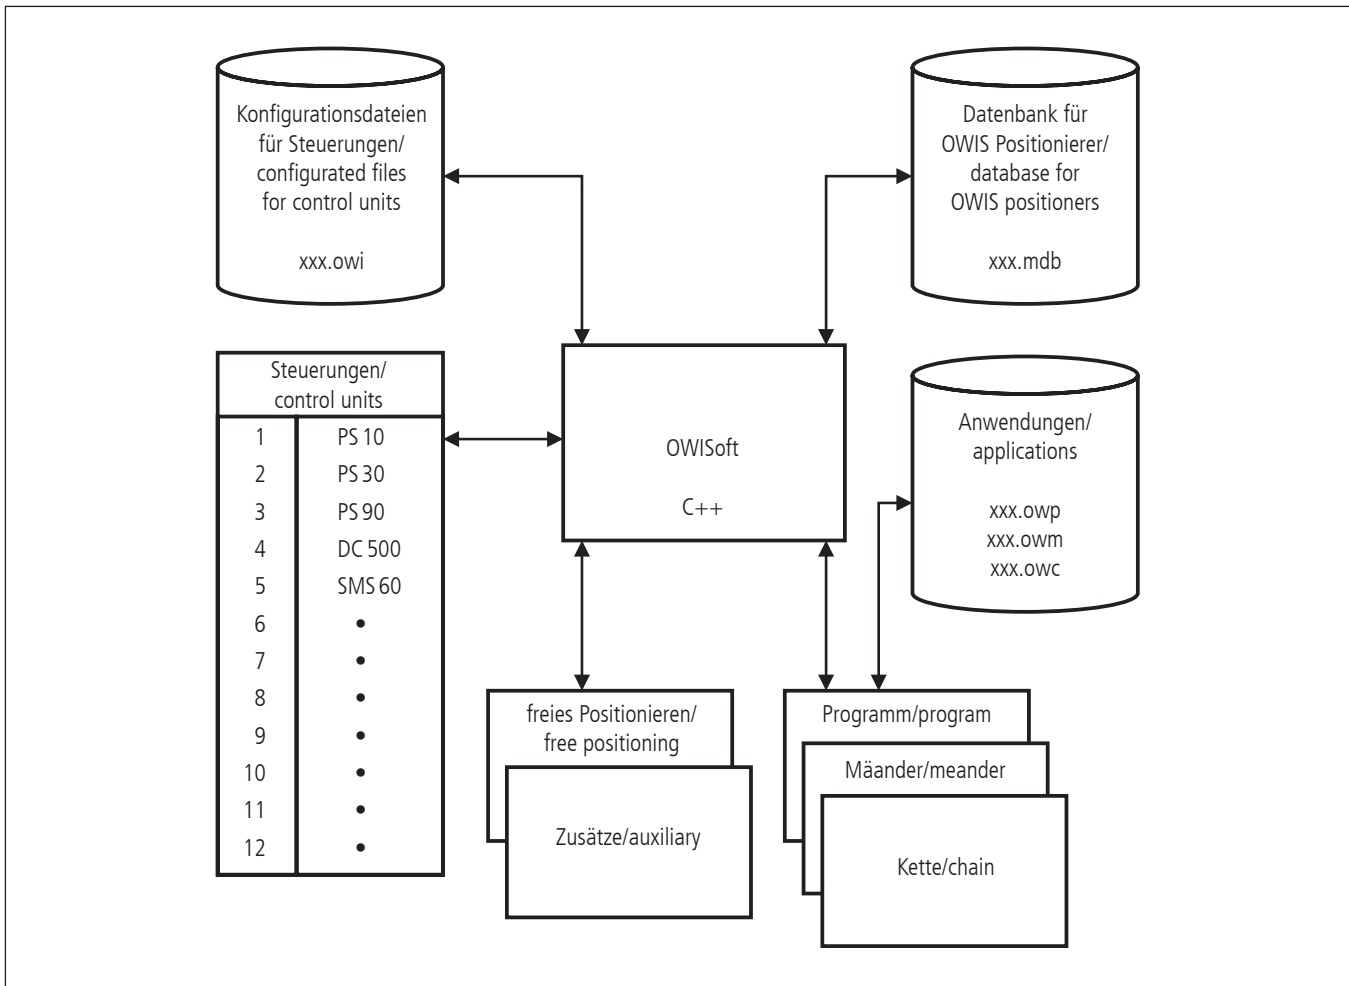 Konfigurationsdateien
für Steuerungen/
configurated files
for control units
xxx.owi
Datenbank für
OWIS Positionierer/
database for
OWIS positioners
xxx.mdb
Steuerungen/
control units
1 PS 10
2 PS 30
3 PS 90
4 DC 500
5 SMS 60
6 •
7 •
8 •
9 •
10 •
11 •
12 •
OWISoft
C++
Anwendungen/
applications
xxx.owp
xxx.owm
xxx.owc
freies Positionieren/
free positioning
Zusätze/auxiliary
Programm/program
Mäander/meander
Kette/chain